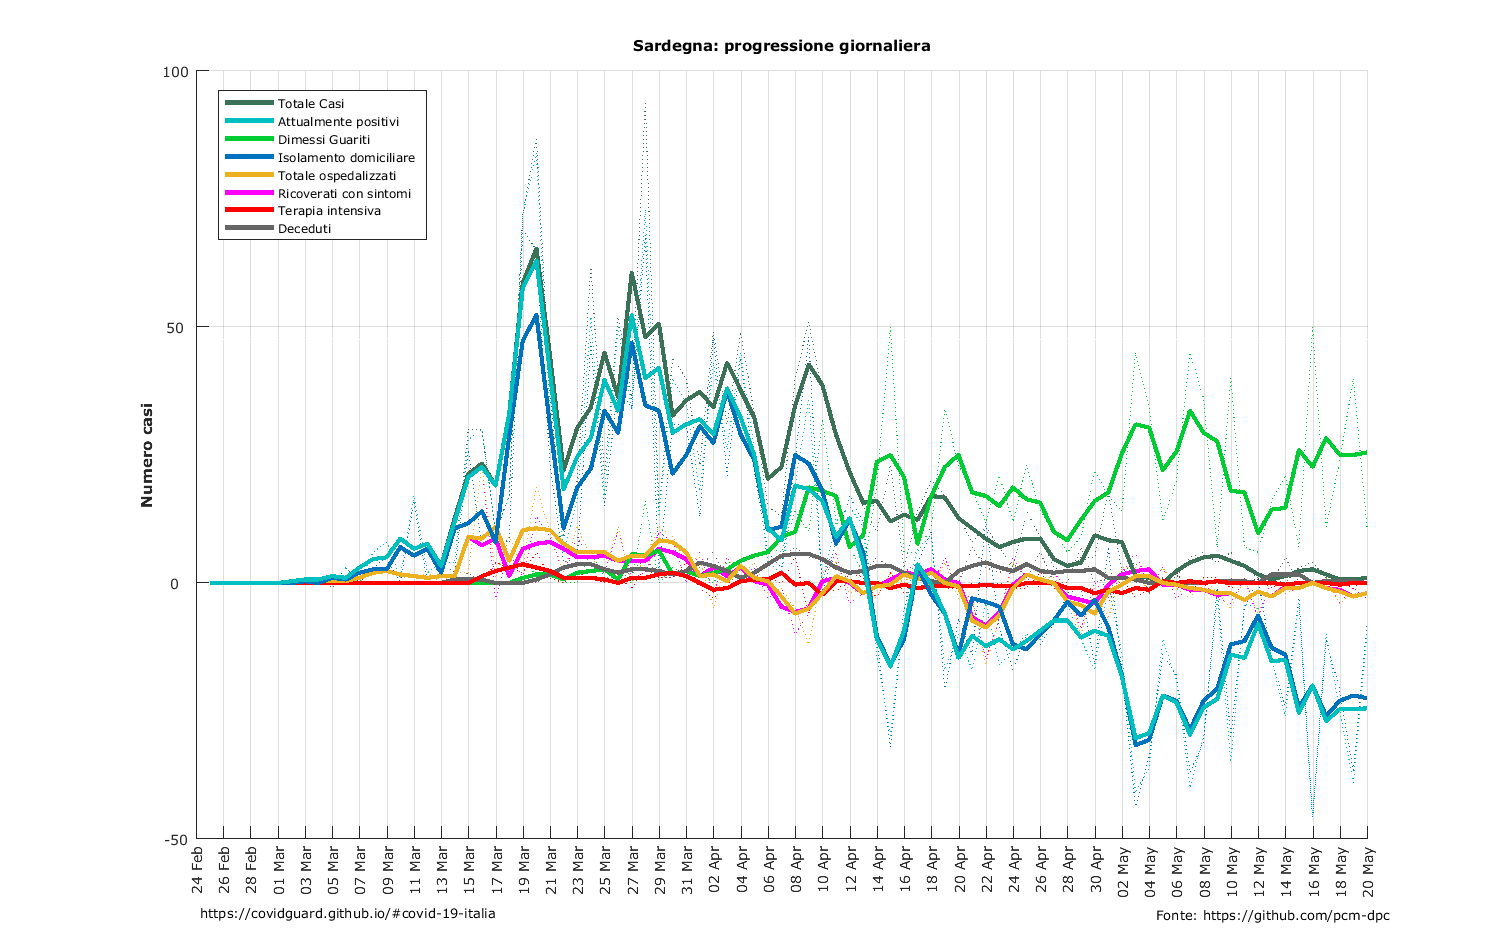 Sardegna: progressione giornaliera
100
50
0
-50
Numero casi
Totale Casi
Attualmente positivi
Dimessi Guariti
Isolamento domiciliare
Totale ospedalizzati
Ricoverati con sintomi
Terapia intensiva
Deceduti
24 Feb
26 Feb
28 Feb
01 Mar
03 Mar
05 Mar
07 Mar
09 Mar
11 Mar
13 Mar
15 Mar
17 Mar
19 Mar
21 Mar
23 Mar
25 Mar
27 Mar
29 Mar
31 Mar
02 Apr
04 Apr
06 Apr
08 Apr
10 Apr
12 Apr
14 Apr
16 Apr
18 Apr
20 Apr
22 Apr
24 Apr
26 Apr
28 Apr
30 Apr
02 May
04 May
06 May
08 May
10 May
12 May
14 May
16 May
18 May
20 May
https://covidguard.github.io/#covid-19-italia
Fonte: https://github.com/pcm-dpc